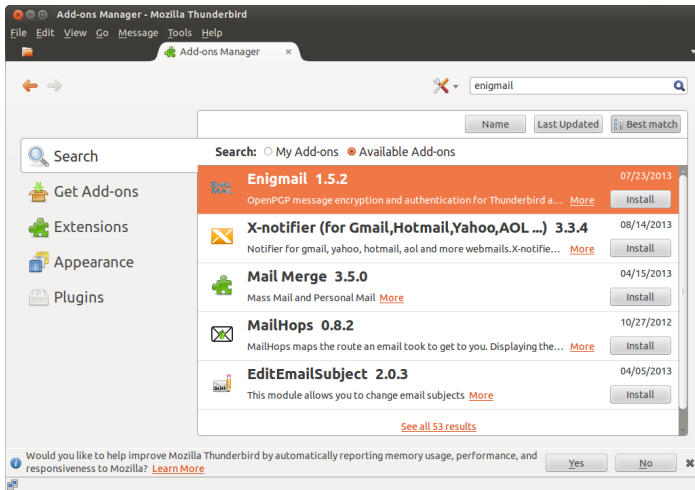 Add-ons Manager - Mozilla Thunderbird
File Edit View Go Message Tools Help
Add-ons Manager ×
enigmail
Name Last Updated Best match
Search: My Add-ons Available Add-ons
Search
Get Add-ons
Extensions
Appearance
Plugins
Enigmail 1.5.2 07/23/2013
OpenPGP message encryption and authentication for Thunderbird a... More Install
X-notifier (for Gmail,Hotmail,Yahoo,AOL ...) 3.3.4 08/14/2013
Notifier for gmail, yahoo, hotmail, aol and more webmails.X-notifie... More Install
Mail Merge 3.5.0 04/15/2013
Mass Mail and Personal Mail More Install
MailHops 0.8.2 10/27/2012
MailHops maps the route an email took to get to you. Displaying the... More Install
EditEmailSubject 2.0.3 04/05/2013
This module allows you to change email subjects More Install
See all 53 results
Would you like to help improve Mozilla Thunderbird by automatically reporting memory usage, performance, and
responsiveness to Mozilla? Learn More Yes No